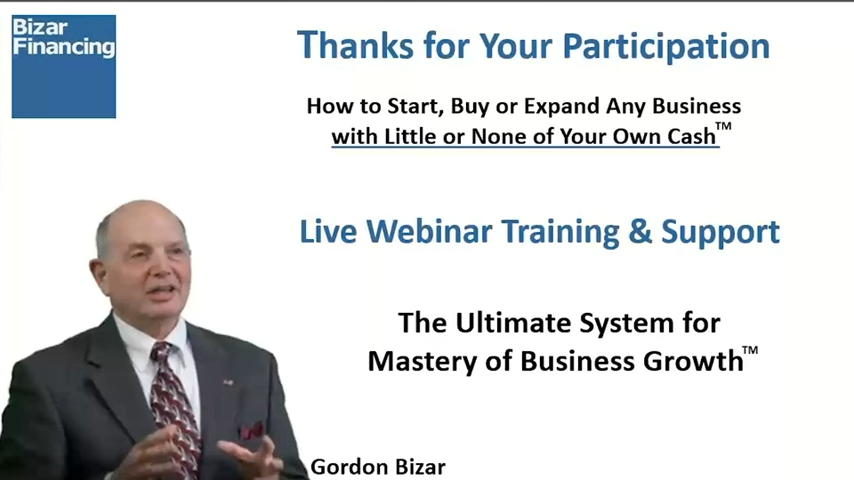 Bizar
Financing
Thanks for Your Participation
How to Start, Buy or Expand Any Business
with Little or None of Your Own Cash™
Live Webinar Training & Support
The Ultimate System for
Mastery of Business Growth™
Gordon Bizar